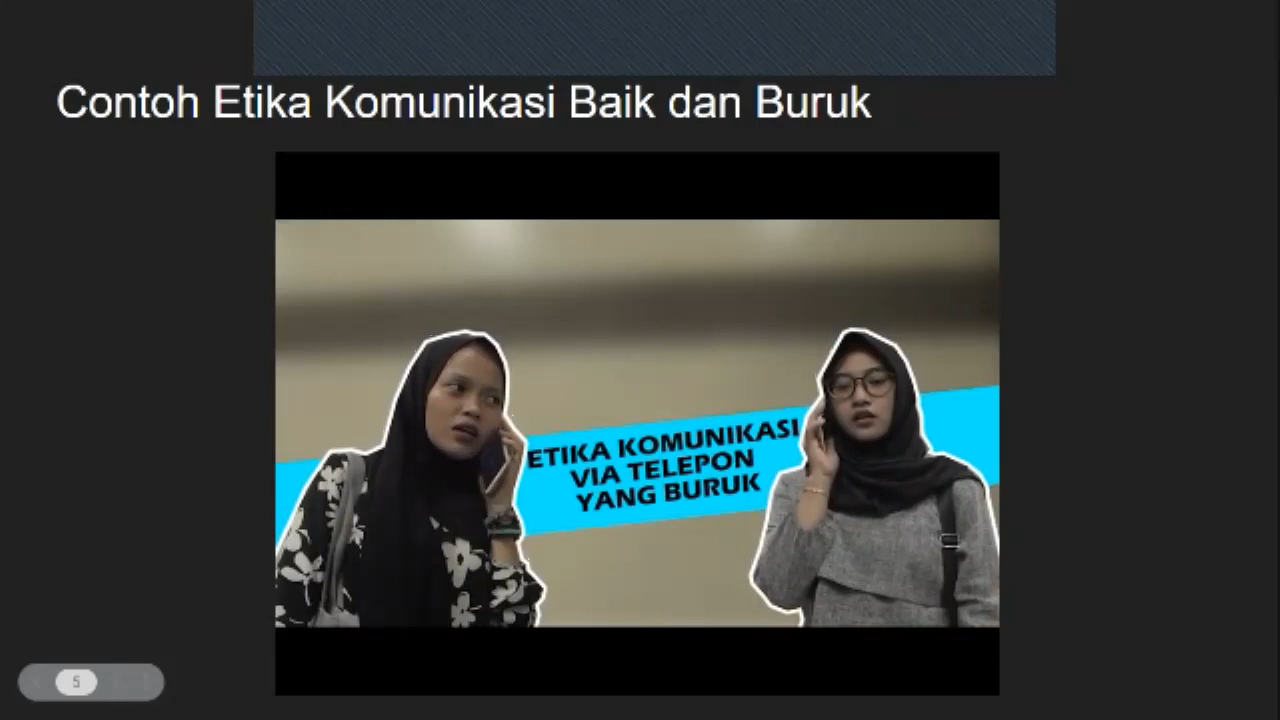 Contoh Etika Komunikasi Baik dan Buruk
ETIKA KOMUNIKASI
VIA TELEPON
YANG BURUK
5